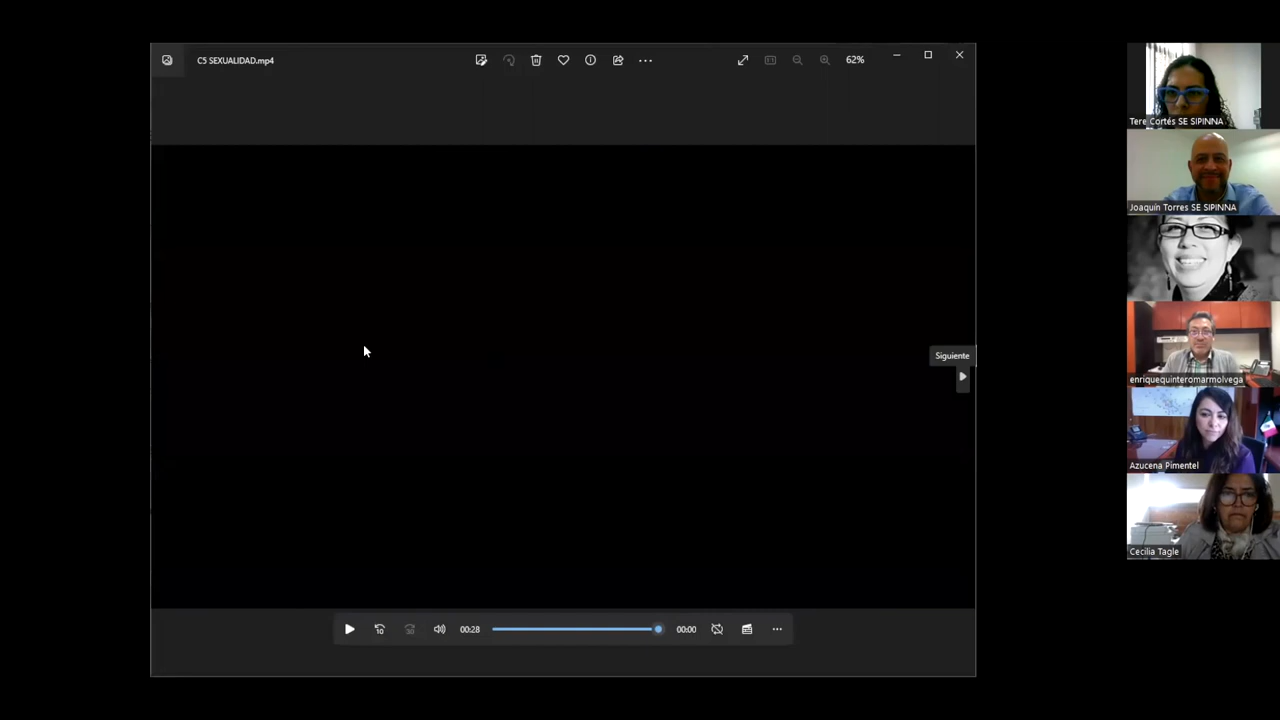 C5 SEXUALIDAD.mp4
62%
Siguiente
00:28
00:00
Tere Cortés SE SIPINNA
Joaquín Torres SE SIPINNA
enriquequinteromarmolvega
Azucena Pimentel
Cecilia Tagle